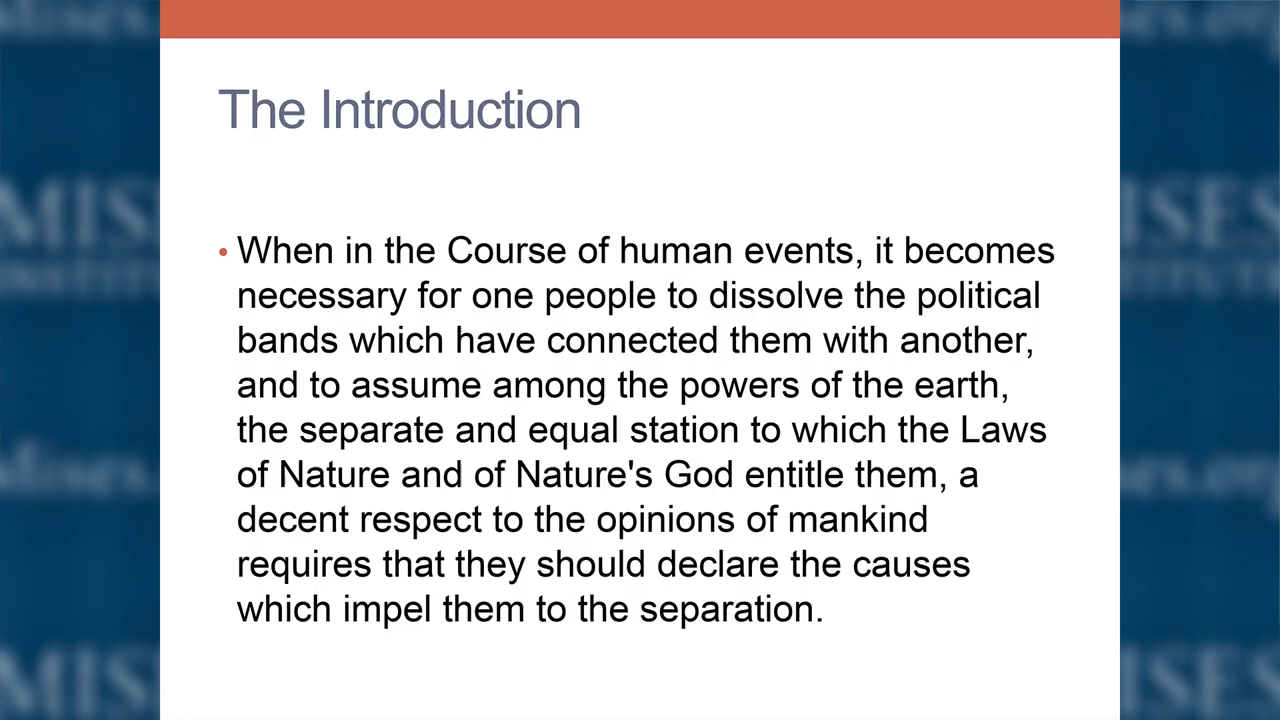 The Introduction
• When in the Course of human events, it becomes
necessary for one people to dissolve the political
bands which have connected them with another,
and to assume among the powers of the earth,
the separate and equal station to which the Laws
of Nature and of Nature's God entitle them, a
decent respect to the opinions of mankind
requires that they should declare the causes
which impel them to the separation.